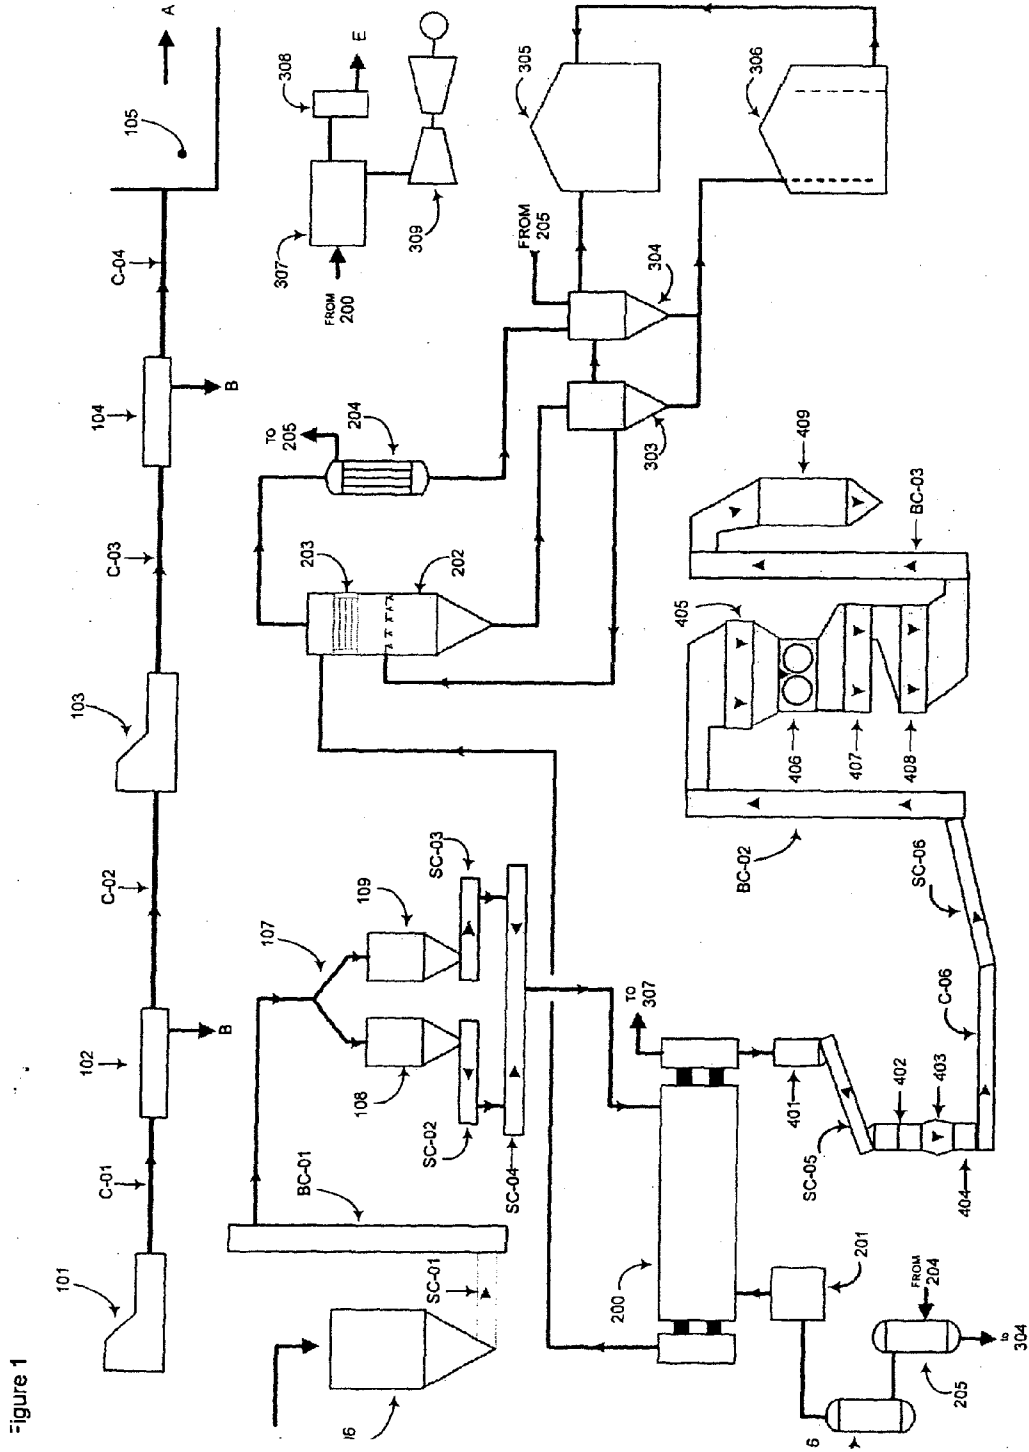 Figure 1
101
C-01
102
B
C-02
103
C-03
104
B
C-04
105
A
SC-01
BC-01
107
108
109
SC-02
SC-03
SC-04
203
202
TO
205
204
FROM
200
307
308
E
309
FROM
205
303
304
305
306
200
TO
307
201
FROM
204
205
to
304
401
SC-05
402
403
404
C-06
SC-06
BC-02
405
406
407
408
BC-03
409